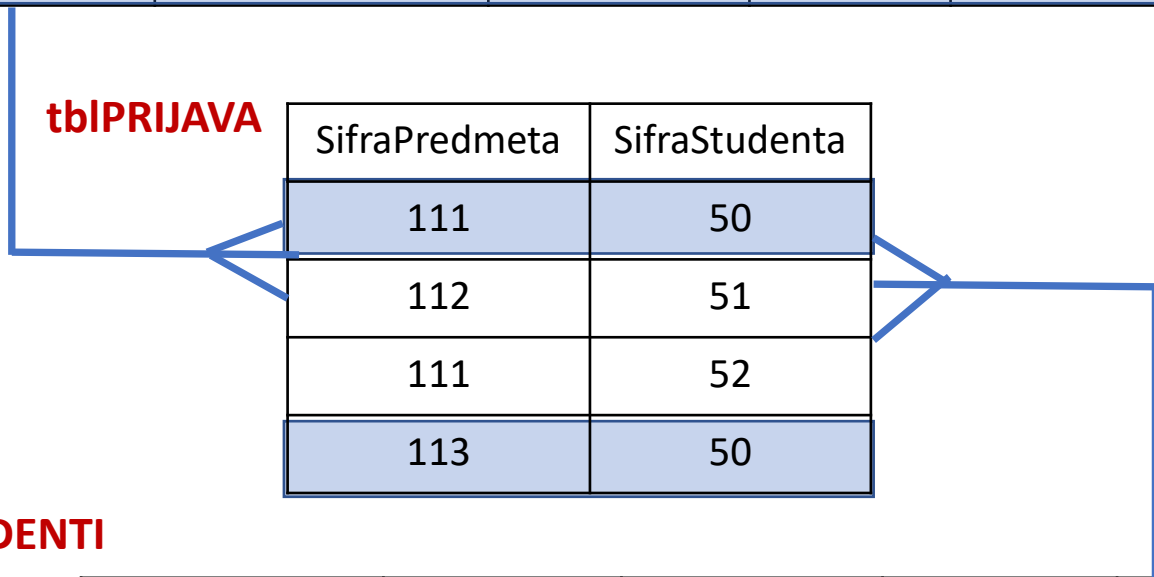 tblPRIJAVA
SifraPredmeta SifraStudenta
111 50
112 51
111 52
113 50
DENTI